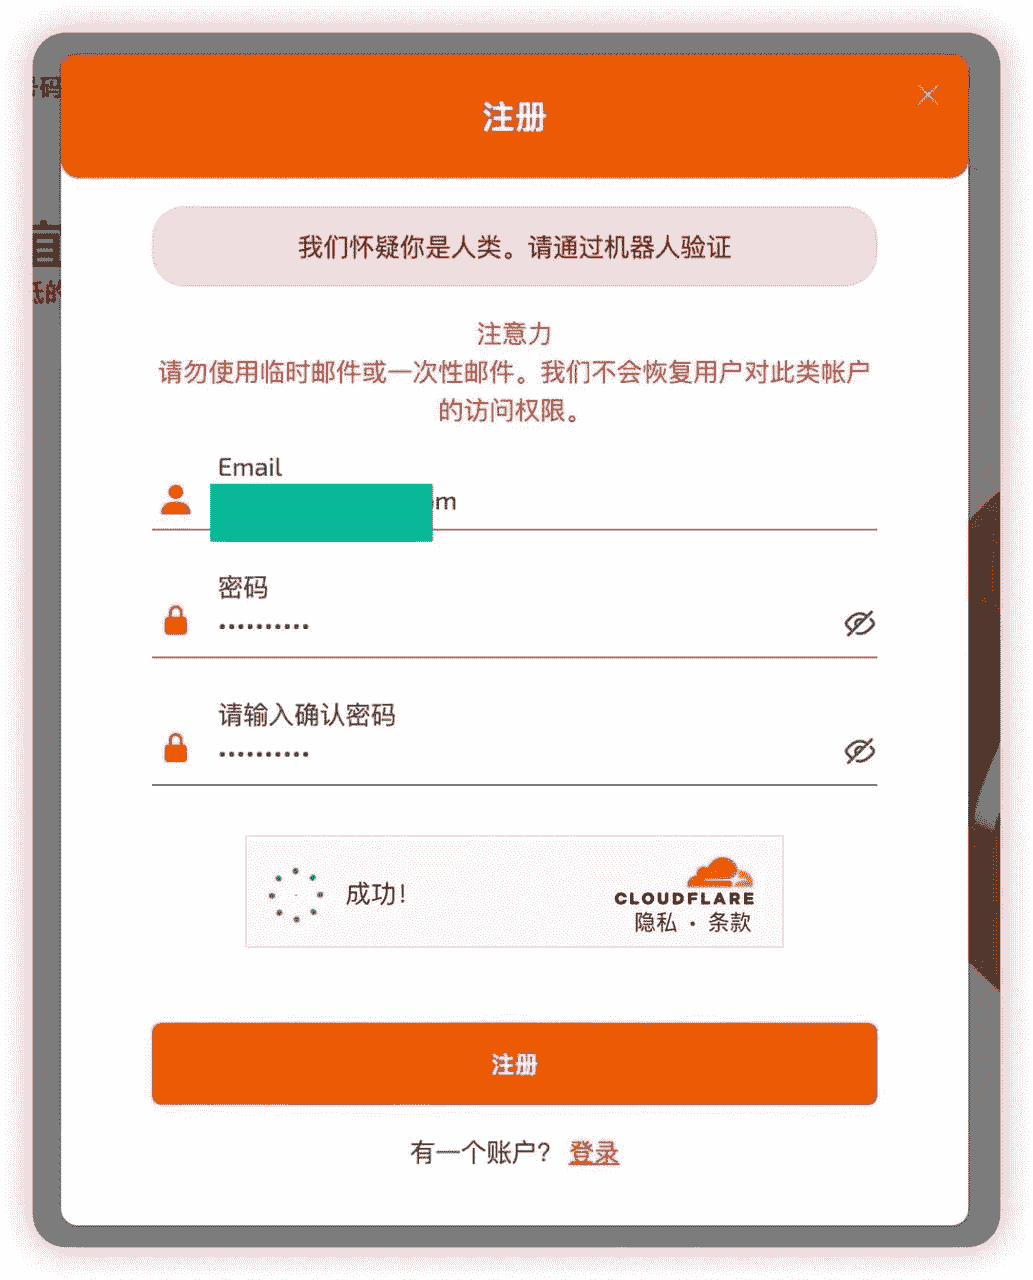 号码
注册
我们怀疑你是人类。请通过机器人验证
注意力
请勿使用临时邮件或一次性邮件。我们不会恢复用户对此类帐户
的访问权限。
Email
m
密码
••••••••••
请输入确认密码
••••••••••
成功!
CLOUDFLARE
隐私 • 条款
注册
有一个账户? 登录